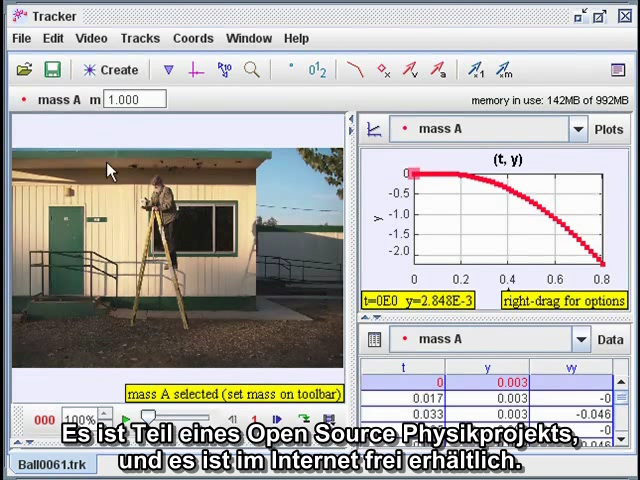 Tracker
File Edit Video Tracks Coords Window Help
Create
mass A m 1.000
memory in use: 142MB of 992MB
mass A Plots
(t, y)
0
-0.5
-1.0
-1.5
-2.0
y
0 0.2 0.4 0.6 0.8
t=0E0 y=2.848E-3 right-drag for options
mass A Data
t y vy
0 0.003
0.017 0.003 -0
0.033 0.003 -0.046
mass A selected (set mass on toolbar)
000 100% 1
Es ist Teil eines Open Source Physikprojekts,
und es ist im Internet frei erhältlich.
Ball0061.trk